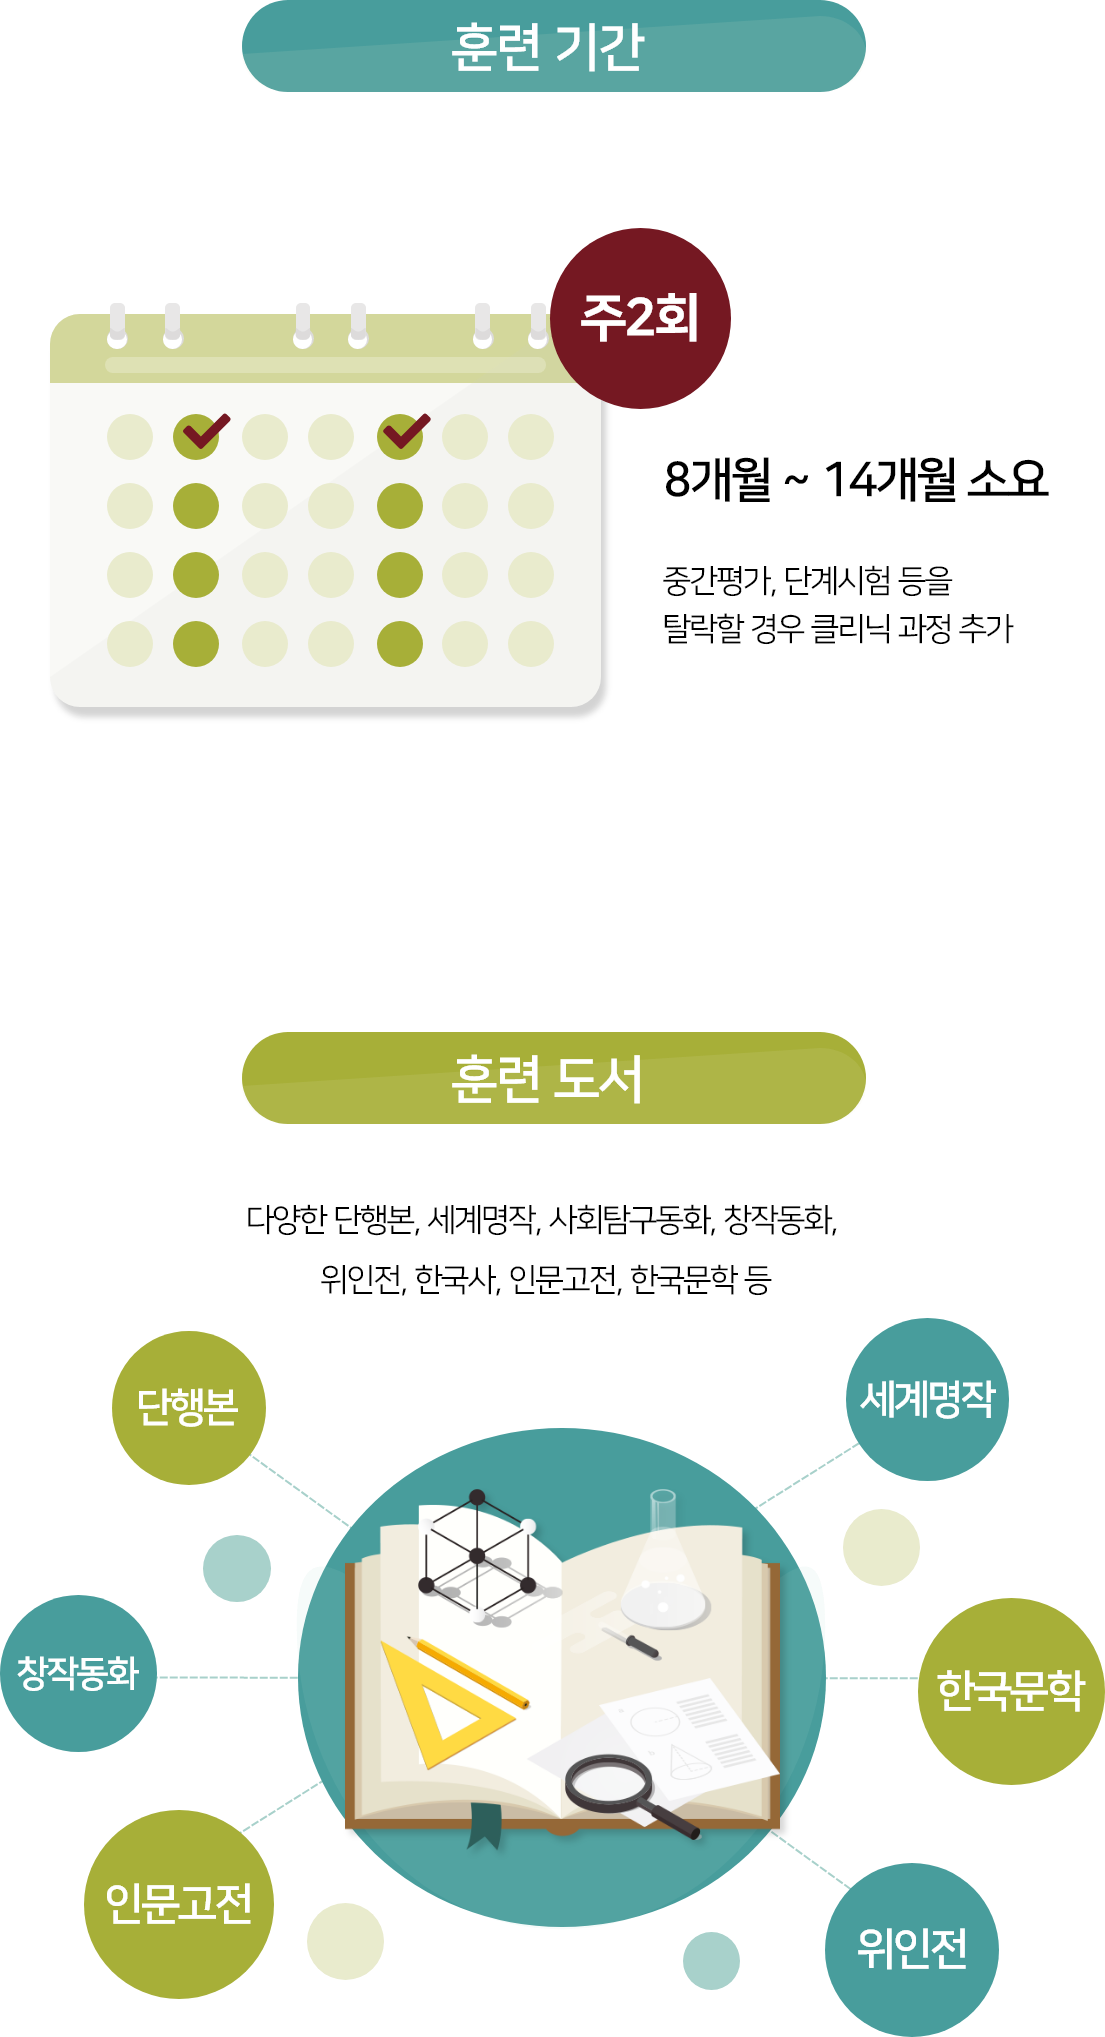 훈련 기간
주2회
8개월 ~ 14개월 소요
중간평가, 단계시험 등을
탈락할 경우 클리닉 과정 추가
훈련 도서
다양한 단행본, 세계명작, 사회탐구동화, 창작동화,
위인전, 한국사, 인문고전, 한국문학 등
단행본
세계명작
창작동화
한국문학
인문고전
위인전